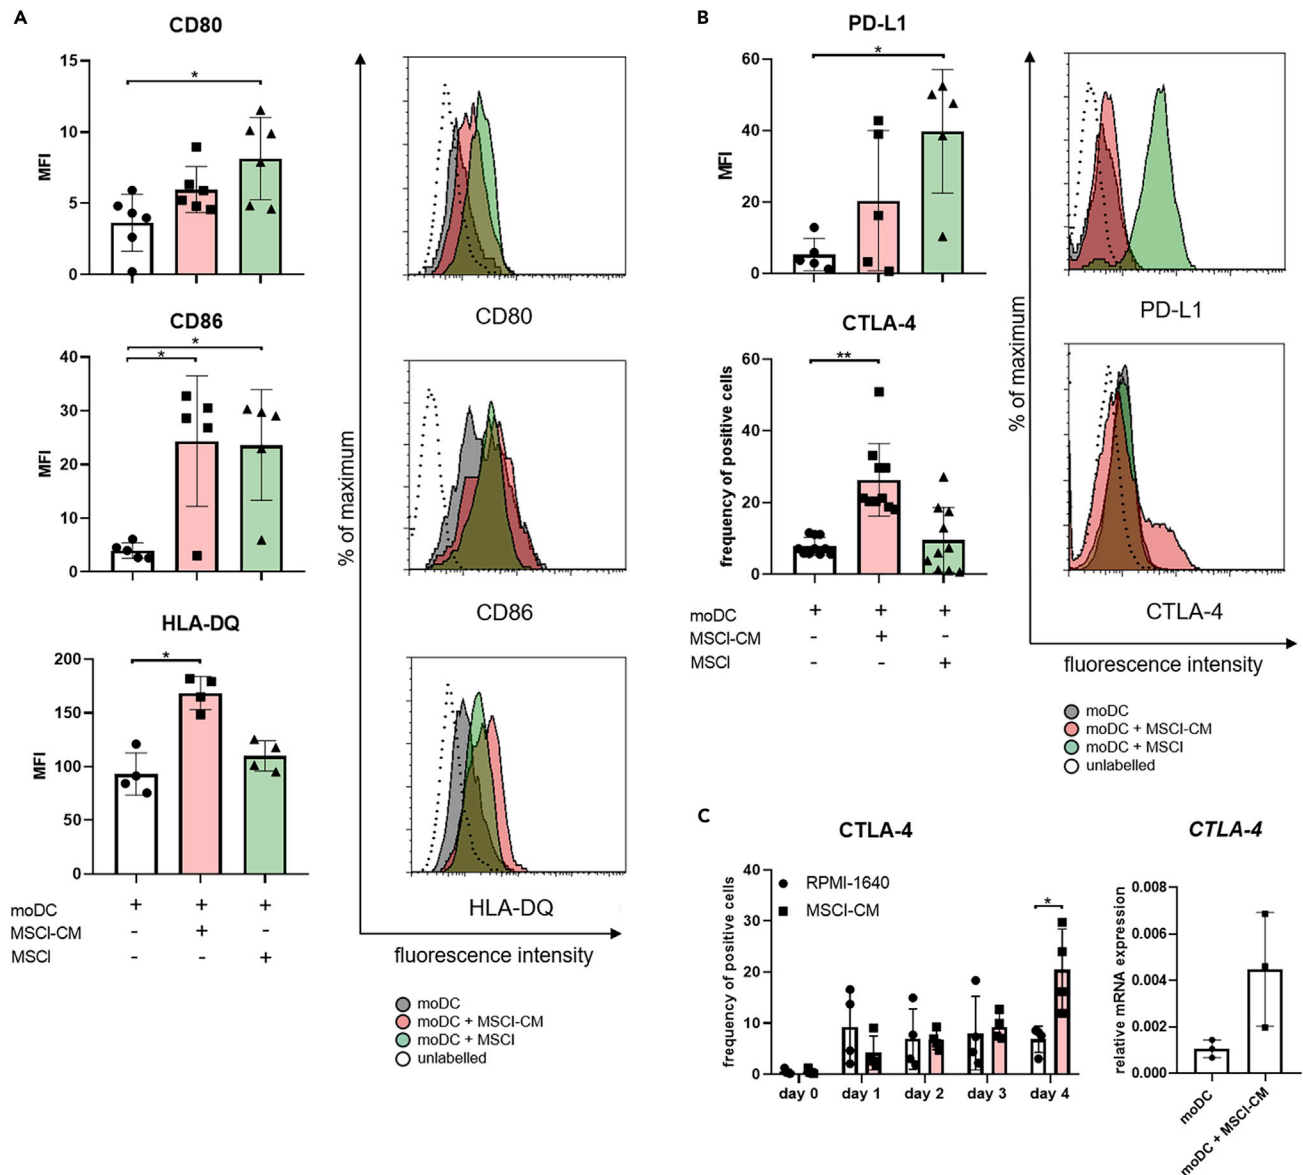 A
CD80
15
10
5
0
MFI
*
CD80
CD86
40
30
20
10
0
MFI
*
*
CD86
HLA-DQ
200
150
100
50
0
MFI
*
HLA-DQ
moDC + + +
MSCI-CM - + -
MSCI - - +
% of maximum
fluorescence intensity
moDC
moDC + MSCI-CM
moDC + MSCI
unlabelled
B
PD-L1
60
40
20
0
MFI
*
PD-L1
CTLA-4
60
40
20
0
frequency of positive cells
**
CTLA-4
moDC + + +
MSCI-CM - + -
MSCI - - +
% of maximum
fluorescence intensity
moDC
moDC + MSCI-CM
moDC + MSCI
unlabelled
C
CTLA-4
40
30
20
10
0
frequency of positive cells
RPMI-1640
MSCI-CM
*
day 0 day 1 day 2 day 3 day 4
CTLA-4
0.008
0.006
0.004
0.002
0.000
relative mRNA expression
moDC
moDC + MSCI-CM